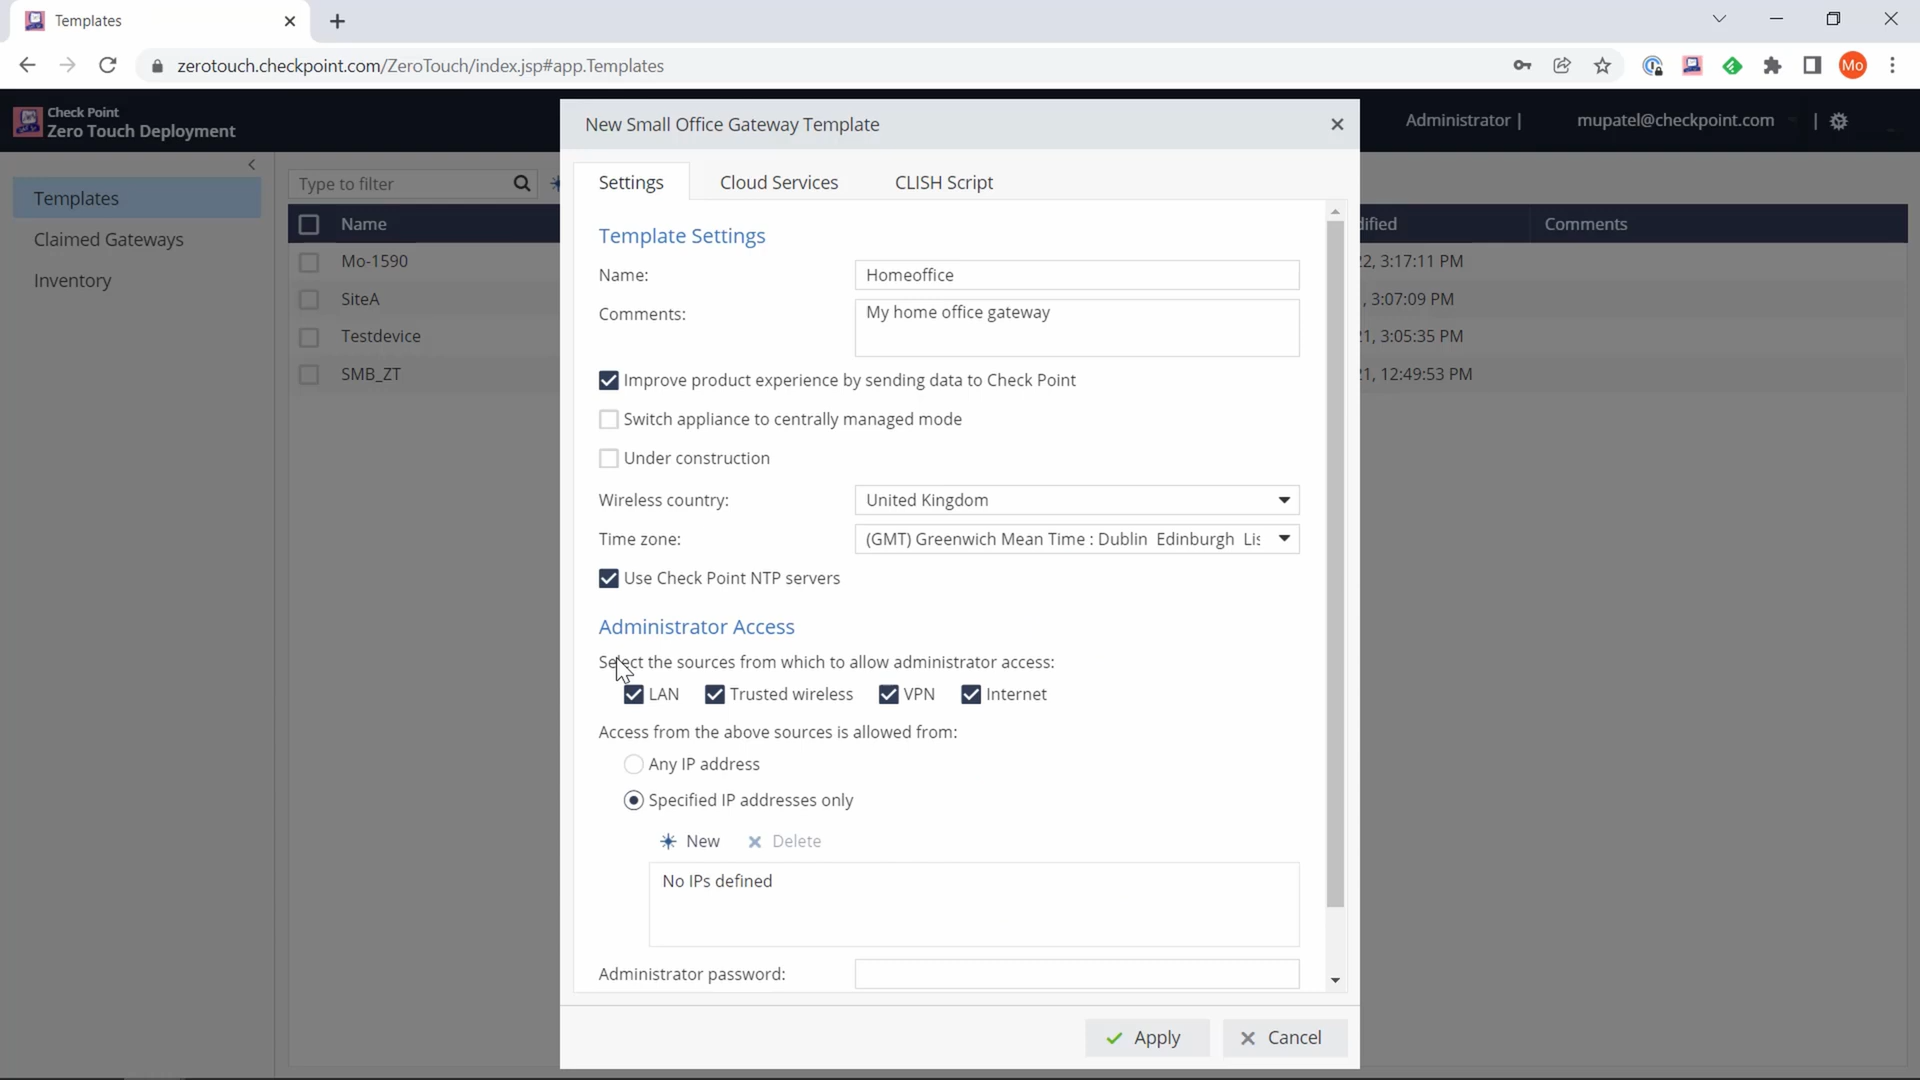 Templates
zerotouch.checkpoint.com/ZeroTouch/index.jsp#app.Templates
Mo
Check Point
Zero Touch Deployment
Administrator |
mupatel@checkpoint.com
|
New Small Office Gateway Template
Templates
Claimed Gateways
Inventory
Type to filter
Name
dified
Comments
Mo-1590
22, 3:17:11 PM
SiteA
, 3:07:09 PM
Testdevice
1, 3:05:35 PM
SMB_ZT
1, 12:49:53 PM
Settings
Cloud Services
CLISH Script
Template Settings
Name:
Homeoffice
Comments:
My home office gateway
Improve product experience by sending data to Check Point
Switch appliance to centrally managed mode
Under construction
Wireless country:
United Kingdom
Time zone:
(GMT) Greenwich Mean Time : Dublin Edinburgh Lis
Use Check Point NTP servers
Administrator Access
Select the sources from which to allow administrator access:
LAN
Trusted wireless
VPN
Internet
Access from the above sources is allowed from:
Any IP address
Specified IP addresses only
New
Delete
No IPs defined
Administrator password:
Apply
Cancel